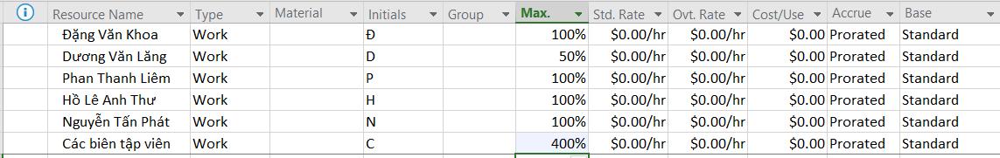 Resource Name Type Material Initials Group Max. Std. Rate Ovt. Rate Cost/Use Accrue Base
Đặng Văn Khoa Work Đ 100% $0.00/hr $0.00/hr $0.00 Prorated Standard
Dương Văn Lăng Work D 50% $0.00/hr $0.00/hr $0.00 Prorated Standard
Phan Thanh Liêm Work P 100% $0.00/hr $0.00/hr $0.00 Prorated Standard
Hồ Lê Anh Thư Work H 100% $0.00/hr $0.00/hr $0.00 Prorated Standard
Nguyễn Tấn Phát Work N 100% $0.00/hr $0.00/hr $0.00 Prorated Standard
Các biên tập viên Work C 400% $0.00/hr $0.00/hr $0.00 Prorated Standard